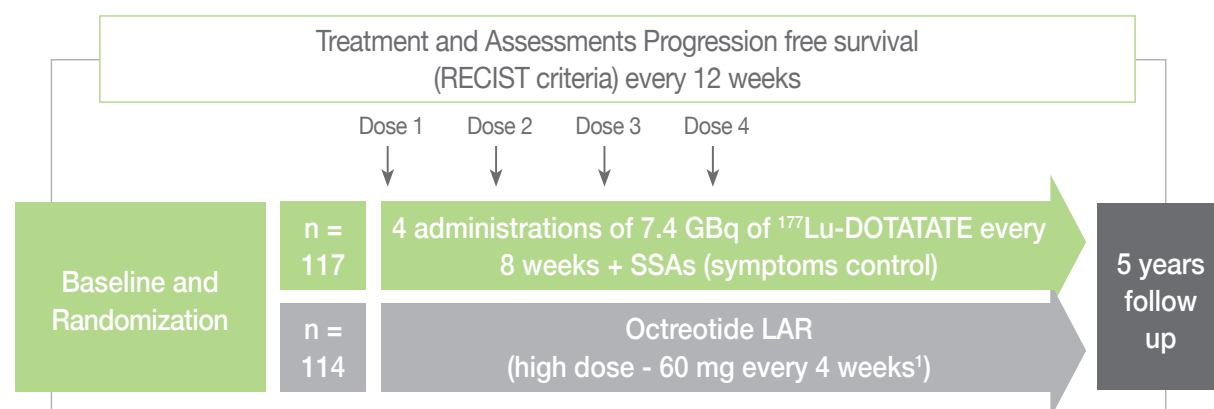 Treatment and Assessments Progression free survival
(RECIST criteria) every 12 weeks
Dose 1
Dose 2
Dose 3
Dose 4
Baseline and
Randomization
n =
117
4 administrations of 7.4 GBq of ¹⁷⁷Lu-DOTATATE every
8 weeks + SSAs (symptoms control)
n =
114
Octreotide LAR
(high dose - 60 mg every 4 weeks¹)
5 years
follow
up